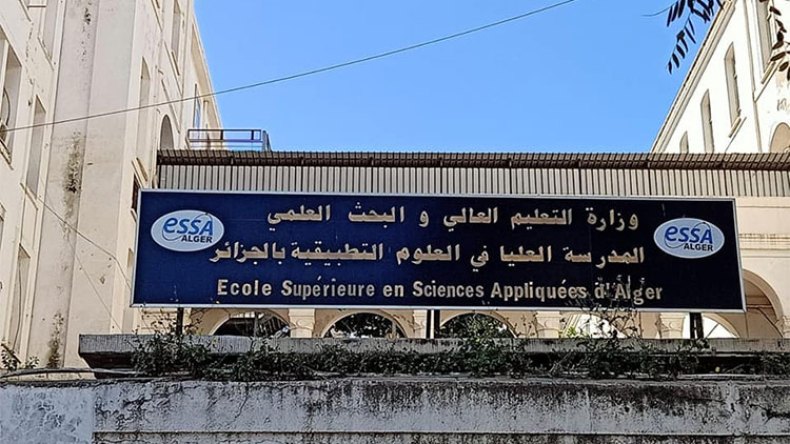 وزارة التعليم العالي و البحث العلمي
المدرسة العليا في العلوم التطبيقية بالجزائر
Ecole Supérieure en Sciences Appliquées d'Alger
essa
ALGER
essa
ALGER